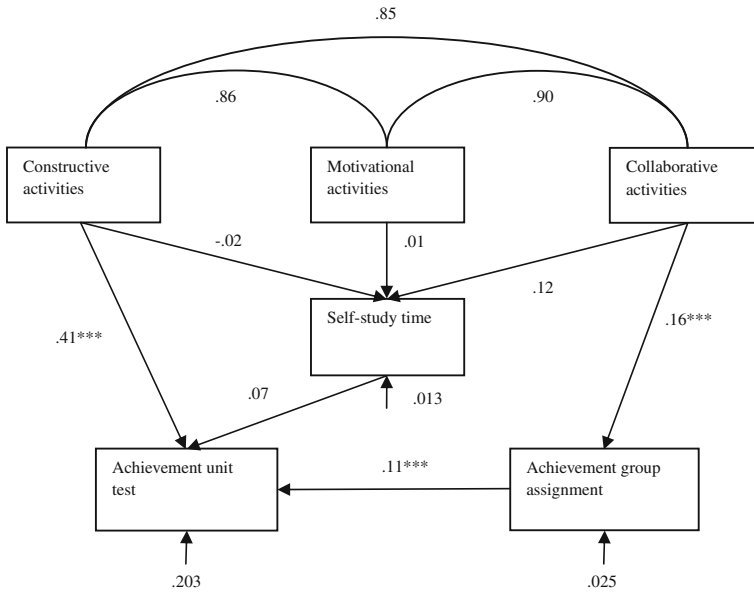 .85
.86
.90
Constructive
activities
Motivational
activities
Collaborative
activities
-.02
.01
.12
Self-study time
.41***
.16***
.07
.013
Achievement unit
test
.11***
Achievement group
assignment
.203
.025